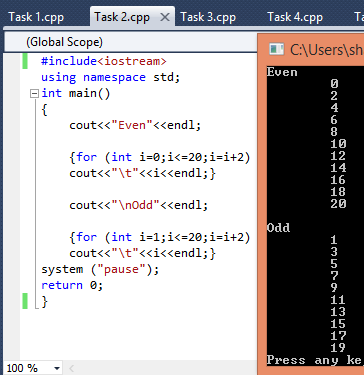 Task 1.cpp Task 2.cpp Task 3.cpp Task 4.cpp
(Global Scope)
C:\Users\sh
#include<iostream>
using namespace std;
int main()
{
cout<<"Even"<<endl;
{for (int i=0;i<=20;i=i+2)
cout<<"\t"<<i<<endl;}
cout<<"\nOdd"<<endl;
{for (int i=1;i<=20;i=i+2)
cout<<"\t"<<i<<endl;}
system ("pause");
return 0;
}
100 %
Even
0
2
4
6
8
10
12
14
16
18
20
Odd
1
3
5
7
9
11
13
15
17
19
Press any ke